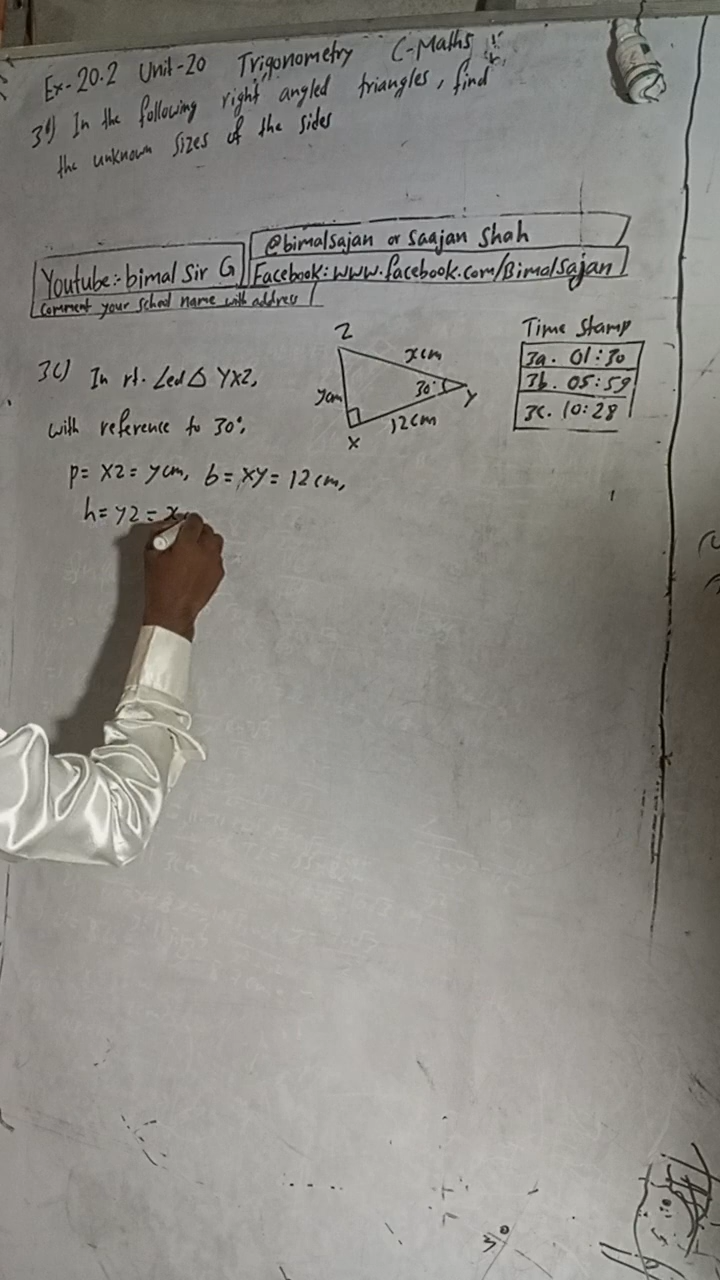 Ex-20.2 Unit-20 Trigonometry C-Maths
3) In the following right angled triangles, find
the unknown sizes of the sides
@bimalsajan or Saajan Shah
Youtube:- bimal Sir G
Facebook: www.facebook.com/Bimalsajan
Comment your school name with address
Time Stamp
3a. 01:30
3b. 05:59
3c. 10:28
Z
x cm
y cm
30°
Y
12cm
X
3c) In rt. ∠ed △ YXZ,
with reference to 30°,
p = XZ = y cm, b = XY = 12 cm,
h = YZ = x